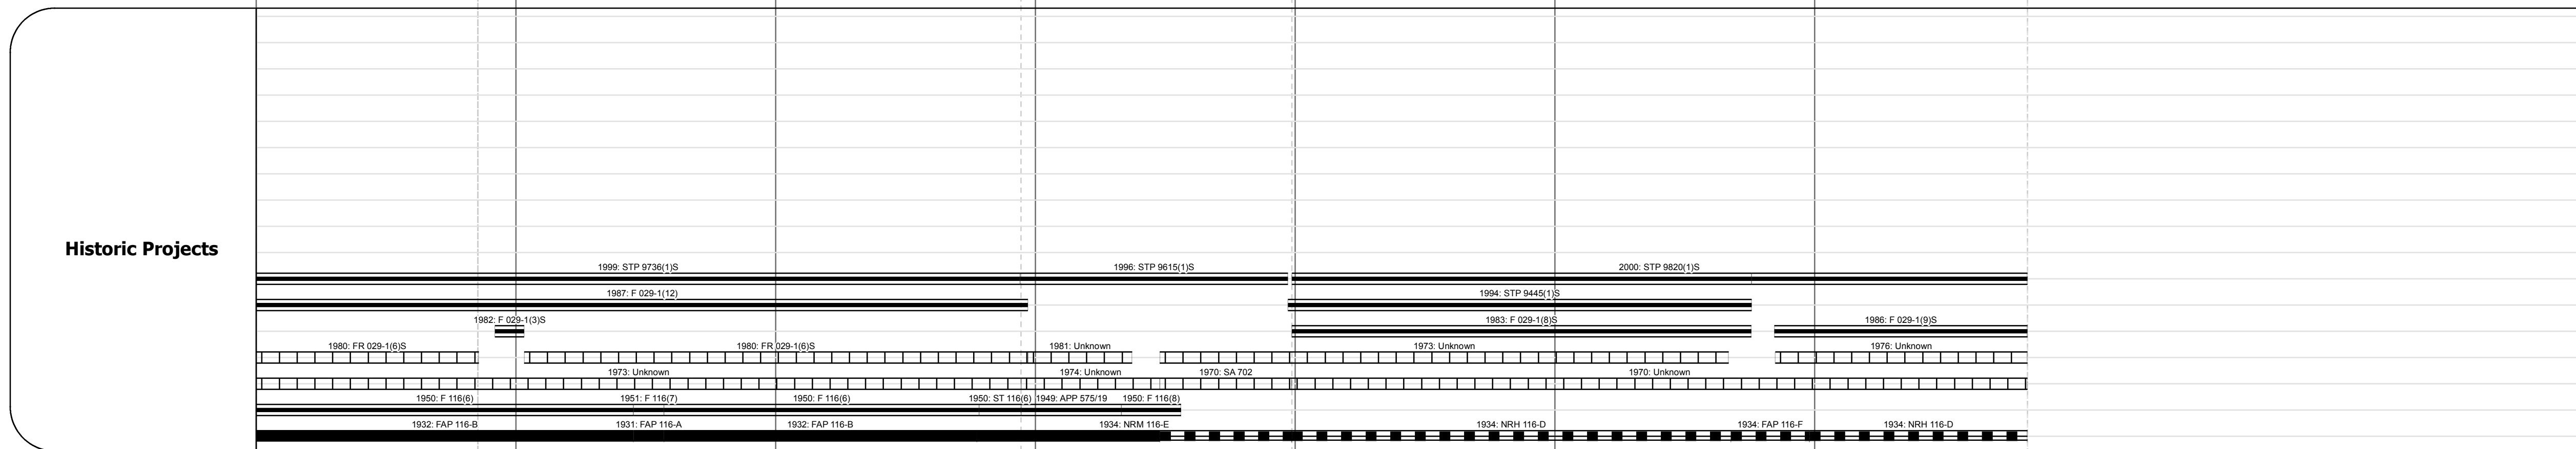 Historic Projects
1999: STP 9736(1)S 1996: STP 9615(1)S 2000: STP 9820(1)S
1987: F 029-1(12) 1994: STP 9445(1)S
1982: F 029-1(3)S 1983: F 029-1(8)S 1986: F 029-1(9)S
1980: FR 029-1(6)S 1980: FR 029-1(6)S 1981: Unknown 1973: Unknown 1976: Unknown
1973: Unknown 1974: Unknown 1970: SA 702 1970: Unknown
1950: F 116(6) 1951: F 116(7) 1950: F 116(6) 1950: ST 116(6) 1949: APP 575/19 1950: F 116(8)
1932: FAP 116-B 1931: FAP 116-A 1932: FAP 116-B 1934: NRM 116-E 1934: NRH 116-D 1934: FAP 116-F 1934: NRH 116-D